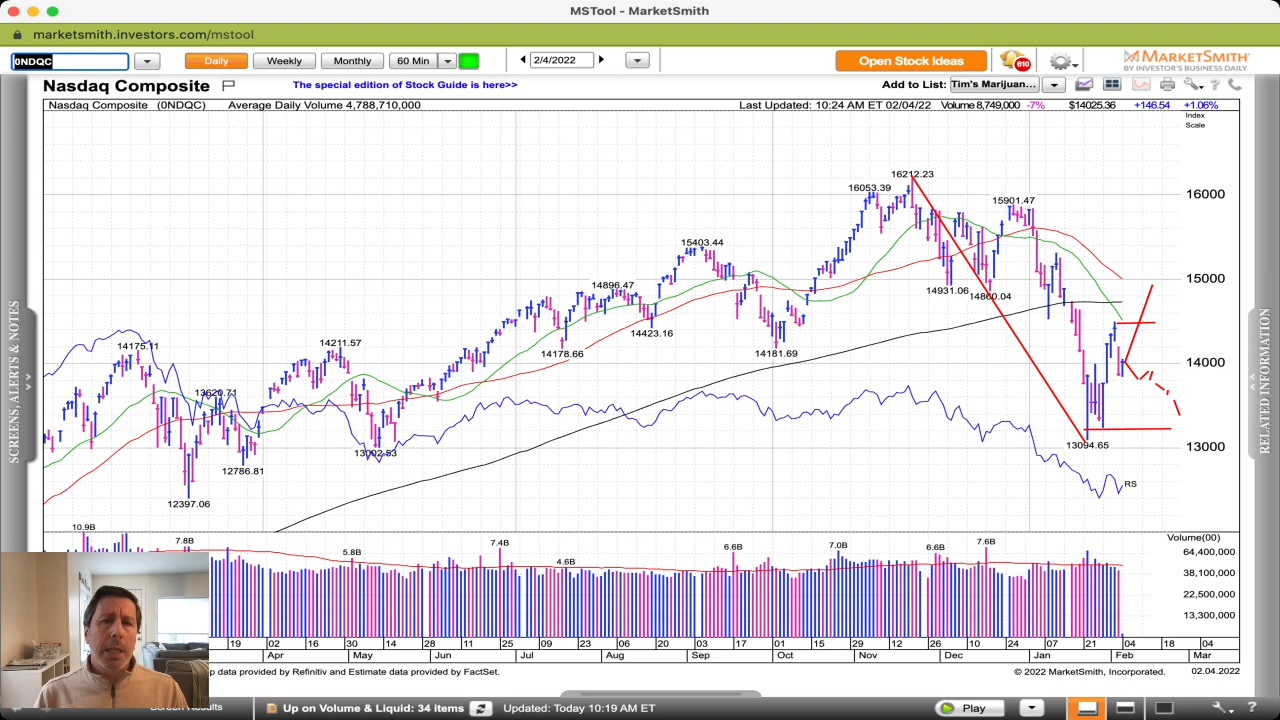 MSTool - MarketSmith
marketsmith.investors.com/mstool
0NDQC Daily Weekly Monthly 60 Min 2/4/2022 Open Stock Ideas 610 MARKETSMITH
BY INVESTOR'S BUSINESS DAILY
Nasdaq Composite The special edition of Stock Guide is here>> Add to List: Tim's Marijuan...
Nasdaq Composite (0NDQC) Average Daily Volume 4,788,710,000 Last Updated: 10:24 AM ET 02/04/22 Volume 8,749,000 -7% $14025.36 +146.54 +1.06%
Index
Scale
16212.23
16053.39
16000
15901.47
15403.44
15000
14896.47
14931.06
14860.04
14423.16
14211.57
14175.11
14178.66
14181.69
14000
13620.71
13000
13094.65
13002.53
12786.81
12397.06
RS
SCREENS, ALERTS & NOTES
RELATED INFORMATION
10.9B
7.8B
5.8B
7.4B
4.6B
6.6B
7.0B
6.6B
7.6B
Volume(00)
64,400,000
38,100,000
22,500,000
13,300,000
19 02 16 30 14 28 11 25 09 23 06 20 03 17 01 15 29 12 26 10 24 07 21 04 18 04
Apr May Jun Jul Aug Sep Oct Nov Dec Jan Feb Mar
p data provided by Refinitiv and Estimate data provided by FactSet. © 2022 MarketSmith, Incorporated. 02.04.2022
Screen Results Up on Volume & Liquid: 34 items Updated: Today 10:19 AM ET Play